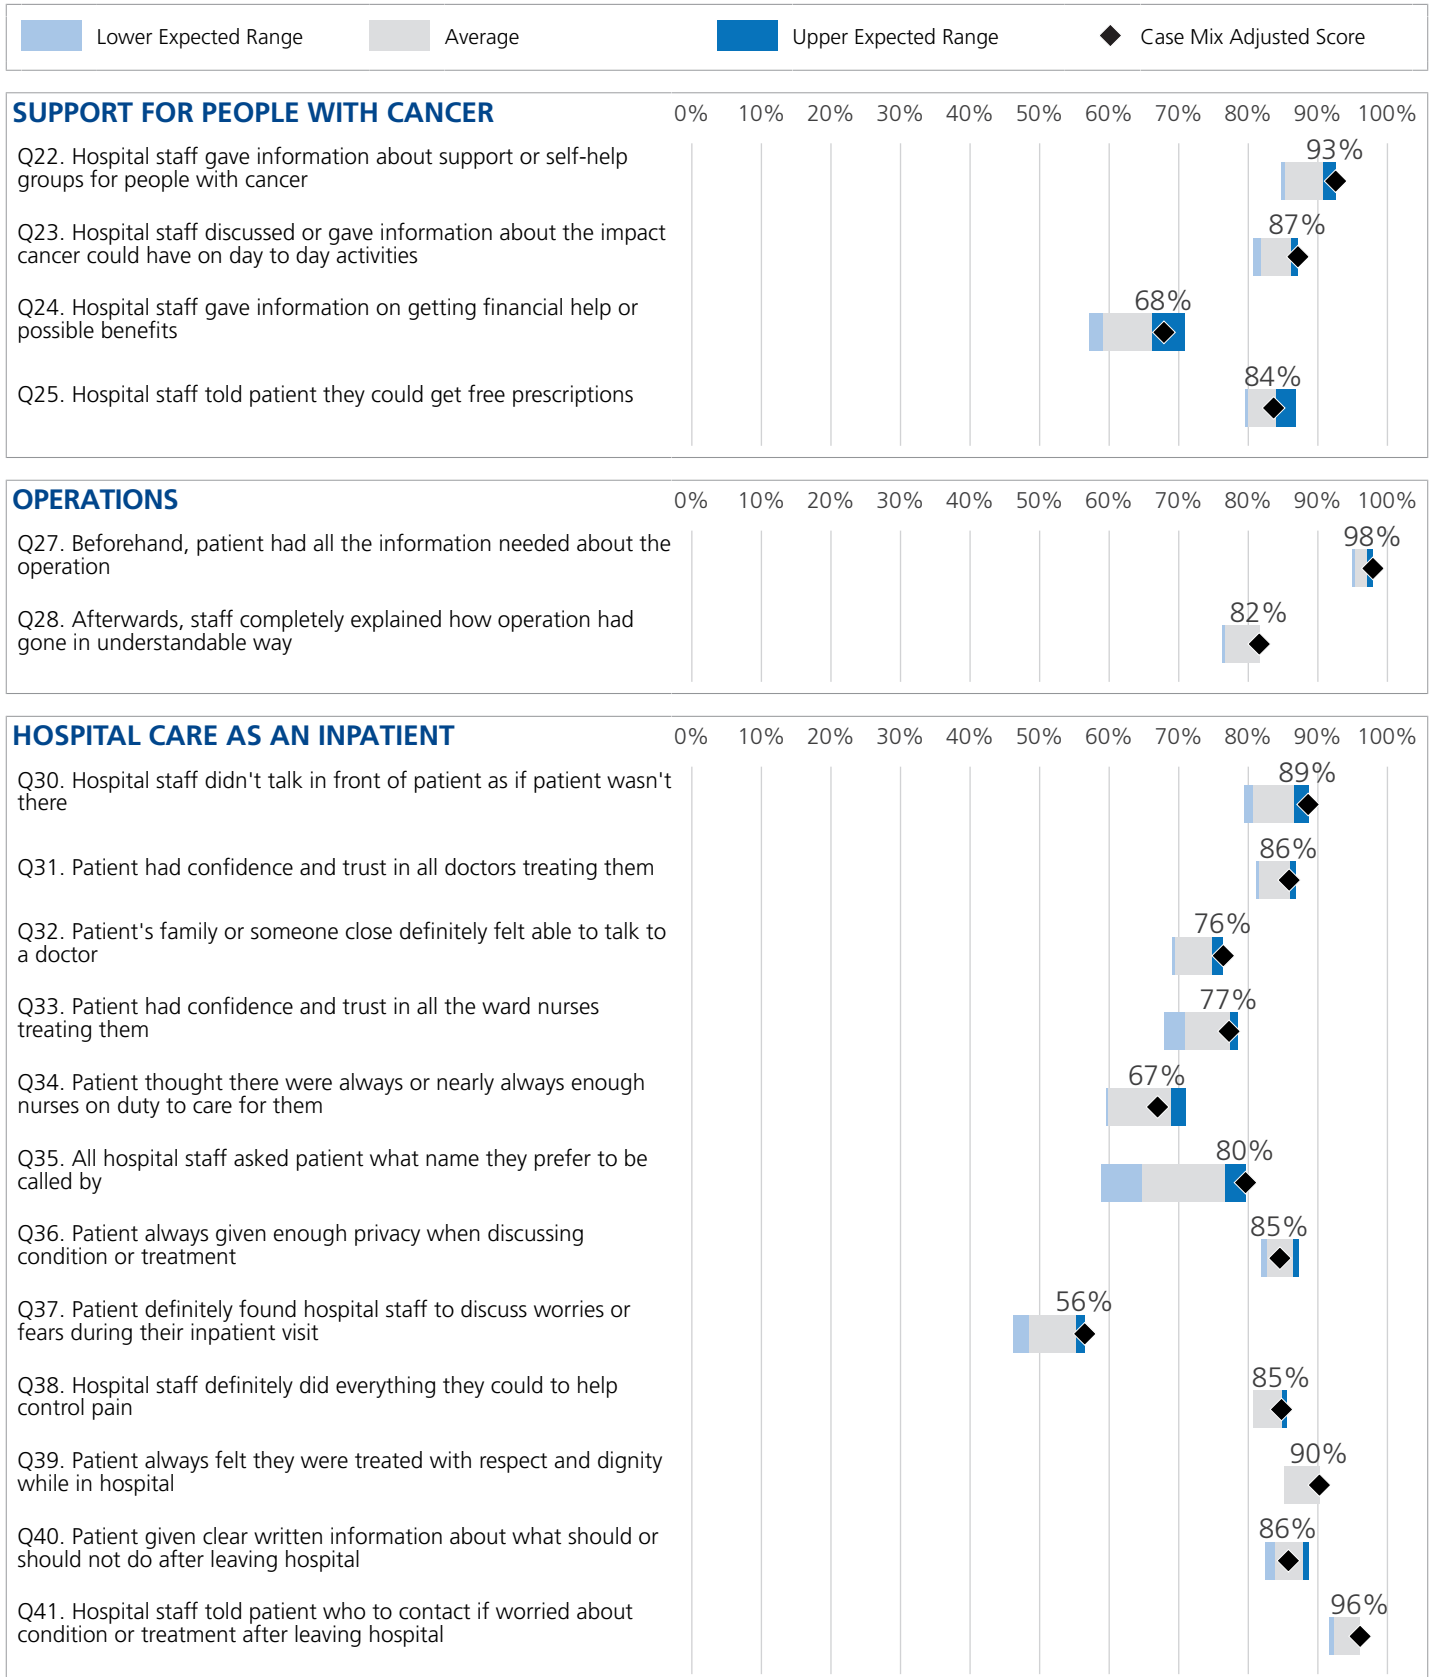 Lower Expected Range Average Upper Expected Range Case Mix Adjusted Score
SUPPORT FOR PEOPLE WITH CANCER 0% 10% 20% 30% 40% 50% 60% 70% 80% 90% 100%
Q22. Hospital staff gave information about support or self-help
groups for people with cancer
93%
Q23. Hospital staff discussed or gave information about the impact
cancer could have on day to day activities
87%
Q24. Hospital staff gave information on getting financial help or
possible benefits
68%
Q25. Hospital staff told patient they could get free prescriptions
84%
OPERATIONS 0% 10% 20% 30% 40% 50% 60% 70% 80% 90% 100%
Q27. Beforehand, patient had all the information needed about the
operation
98%
Q28. Afterwards, staff completely explained how operation had
gone in understandable way
82%
HOSPITAL CARE AS AN INPATIENT 0% 10% 20% 30% 40% 50% 60% 70% 80% 90% 100%
Q30. Hospital staff didn't talk in front of patient as if patient wasn't
there
89%
Q31. Patient had confidence and trust in all doctors treating them
86%
Q32. Patient's family or someone close definitely felt able to talk to
a doctor
76%
Q33. Patient had confidence and trust in all the ward nurses
treating them
77%
Q34. Patient thought there were always or nearly always enough
nurses on duty to care for them
67%
Q35. All hospital staff asked patient what name they prefer to be
called by
80%
Q36. Patient always given enough privacy when discussing
condition or treatment
85%
Q37. Patient definitely found hospital staff to discuss worries or
fears during their inpatient visit
56%
Q38. Hospital staff definitely did everything they could to help
control pain
85%
Q39. Patient always felt they were treated with respect and dignity
while in hospital
90%
Q40. Patient given clear written information about what should or
should not do after leaving hospital
86%
Q41. Hospital staff told patient who to contact if worried about
condition or treatment after leaving hospital
96%